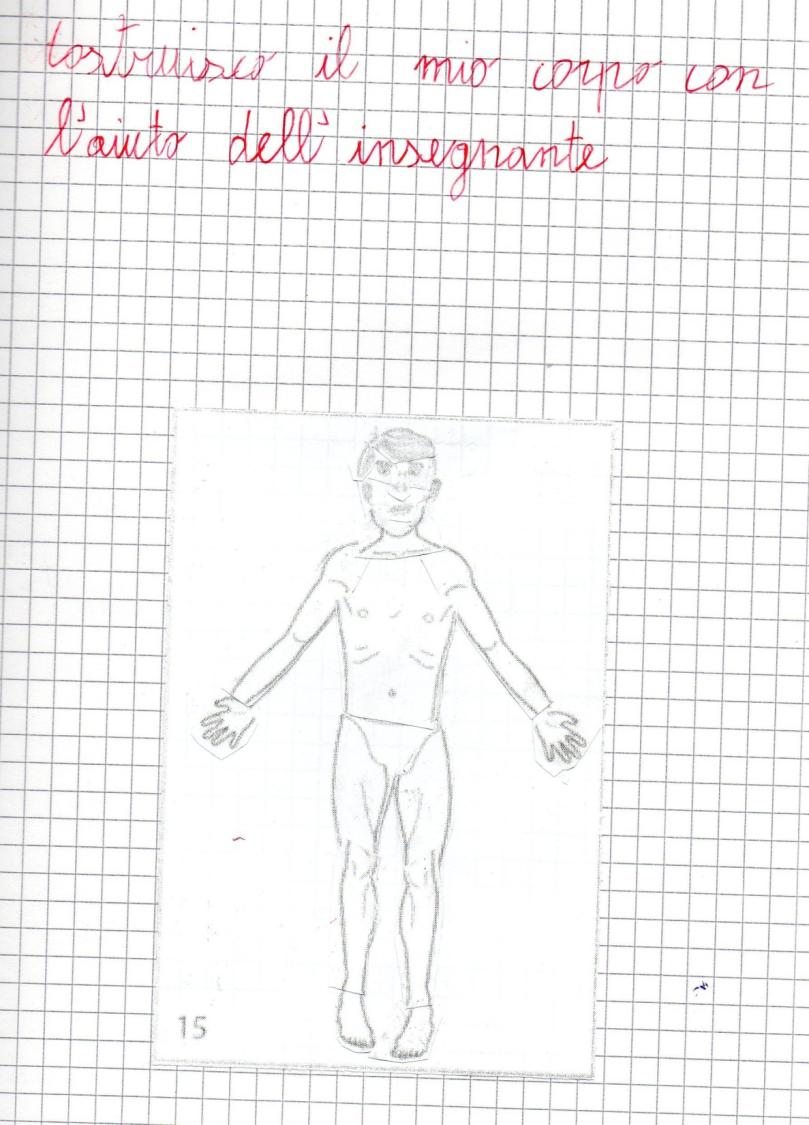 Costruisco il mio corpo con
l'aiuto dell'insegnante
15